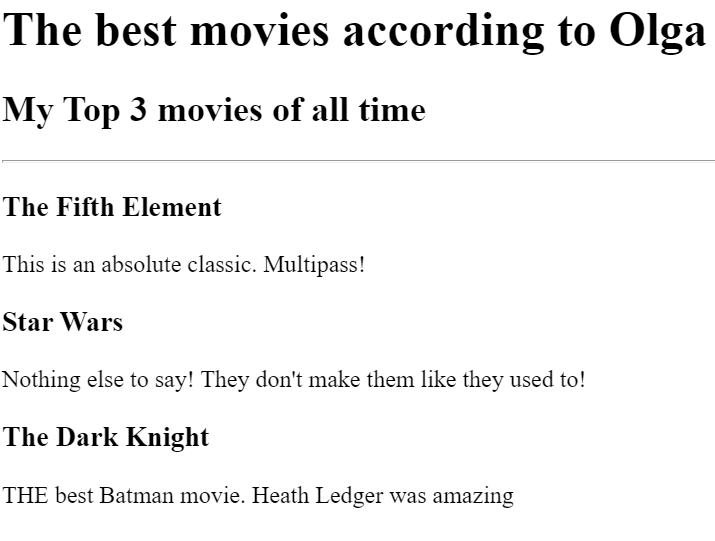 The best movies according to Olga
My Top 3 movies of all time
The Fifth Element
This is an absolute classic. Multipass!
Star Wars
Nothing else to say! They don't make them like they used to!
The Dark Knight
THE best Batman movie. Heath Ledger was amazing